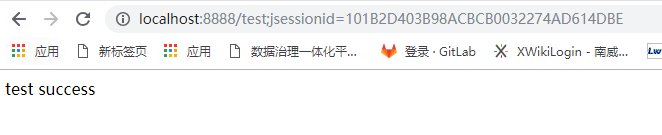 localhost:8888/test;jsessionid=101B2D403B98ACBCB0032274AD614DBE
应用 新标签页 应用 数据治理一体化平... 登录 · GitLab XWikiLogin - 南威... Lw
test success